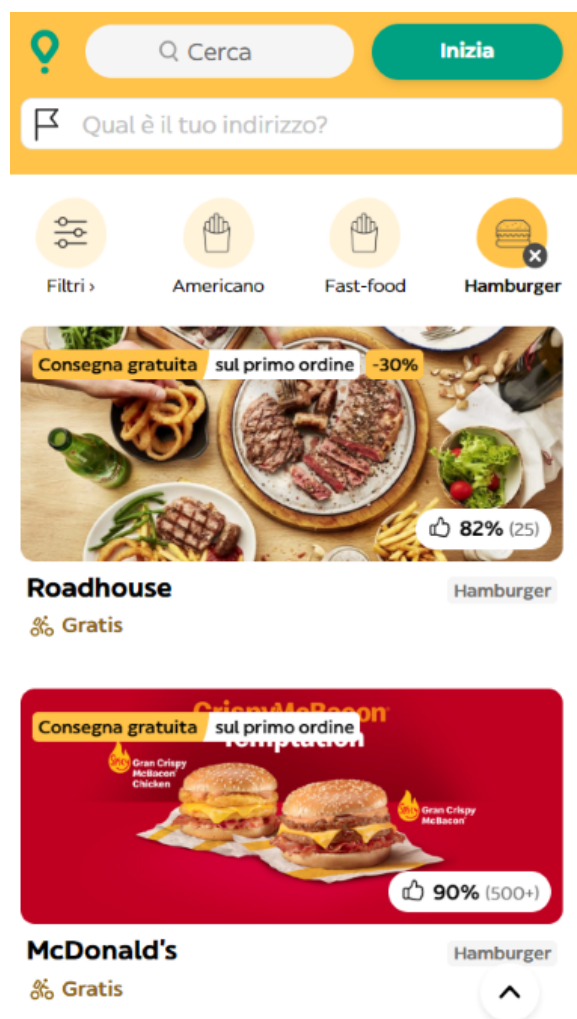 Cerca
Inizia
Qual è il tuo indirizzo?
Filtri ›
Americano
Fast-food
Hamburger
Consegna gratuita sul primo ordine -30%
82% (25)
Roadhouse
Hamburger
Gratis
CrispyMcBacon
Consegna gratuita sul primo ordine
Temptation
SPICY
Gran Crispy
McBacon
Chicken
SPICY
Gran Crispy
McBacon
90% (500+)
McDonald's
Hamburger
Gratis